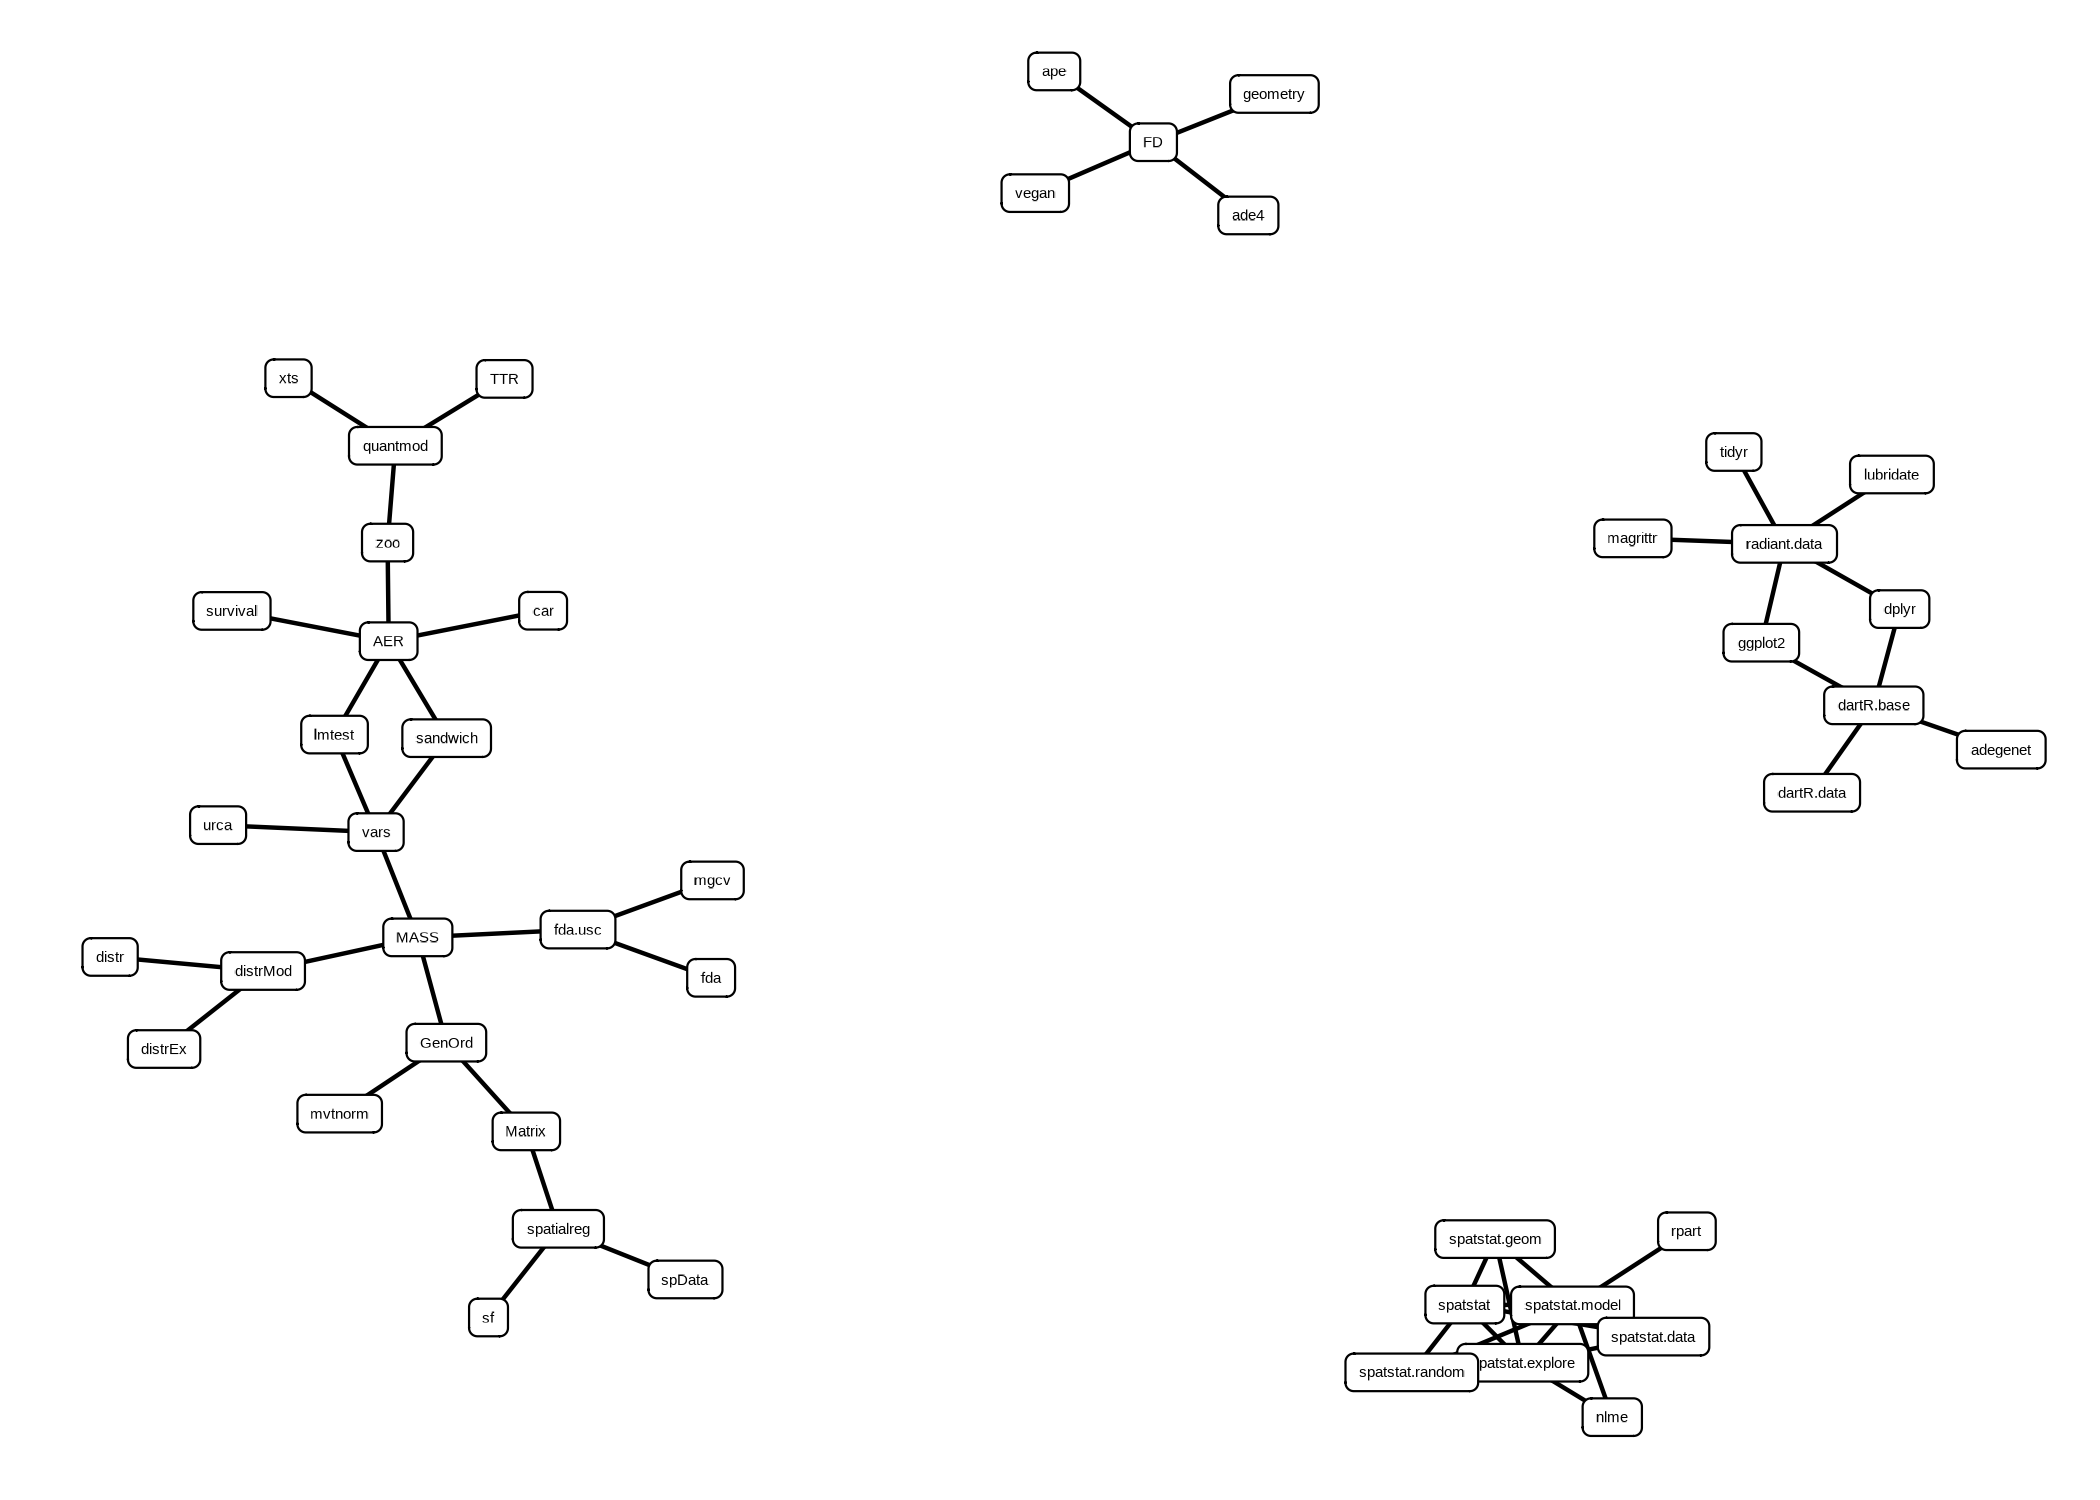 ape
geometry
FD
vegan
ade4
xts
TTR
quantmod
tidyr
lubridate
magrittr
radiant.data
zoo
survival
car
dplyr
AER
ggplot2
lmtest
sandwich
dartR.base
adegenet
dartR.data
urca
vars
mgcv
fda.usc
MASS
distr
distrMod
fda
GenOrd
distrEx
mvtnorm
Matrix
spatialreg
spData
sf
spatstat.geom
rpart
spatstat
spatstat.model
spatstat.data
patstat.explore
spatstat.random
nlme